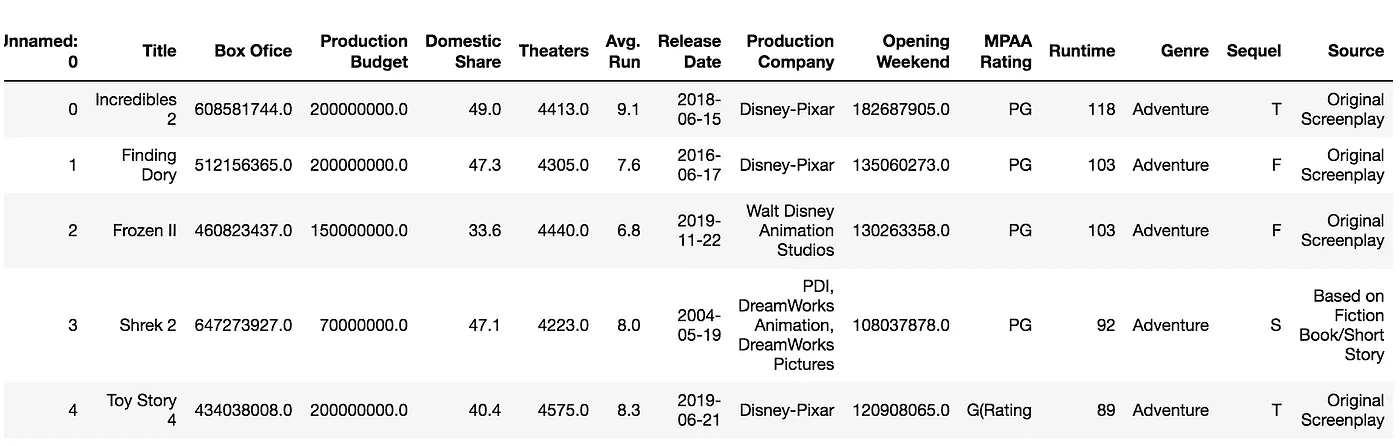 Unnamed: 0 Title Box Ofice Production Budget Domestic Share Theaters Avg. Run Release Date Production Company Opening Weekend MPAA Rating Runtime Genre Sequel Source
0 Incredibles 2 608581744.0 200000000.0 49.0 4413.0 9.1 2018-06-15 Disney-Pixar 182687905.0 PG 118 Adventure T Original Screenplay
1 Finding Dory 512156365.0 200000000.0 47.3 4305.0 7.6 2016-06-17 Disney-Pixar 135060273.0 PG 103 Adventure F Original Screenplay
2 Frozen II 460823437.0 150000000.0 33.6 4440.0 6.8 2019-11-22 Walt Disney Animation Studios 130263358.0 PG 103 Adventure F Original Screenplay
3 Shrek 2 647273927.0 70000000.0 47.1 4223.0 8.0 2004-05-19 PDI, DreamWorks Animation, DreamWorks Pictures 108037878.0 PG 92 Adventure S Based on Fiction Book/Short Story
4 Toy Story 4 434038008.0 200000000.0 40.4 4575.0 8.3 2019-06-21 Disney-Pixar 120908065.0 G(Rating 89 Adventure T Original Screenplay